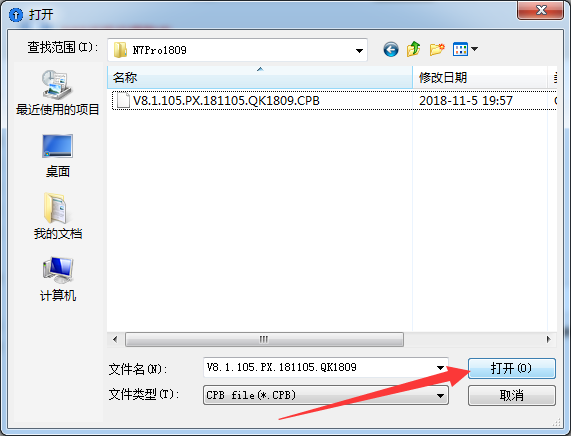 打开
查找范围(I):
N7Pro1809
名称
修改日期
V8.1.105.PX.181105.QK1809.CPB
2018-11-5 19:57
最近使用的项目
桌面
我的文档
计算机
文件名(N):
V8.1.105.PX.181105.QK1809
打开(O)
文件类型(T):
CPB file(*.CPB)
取消